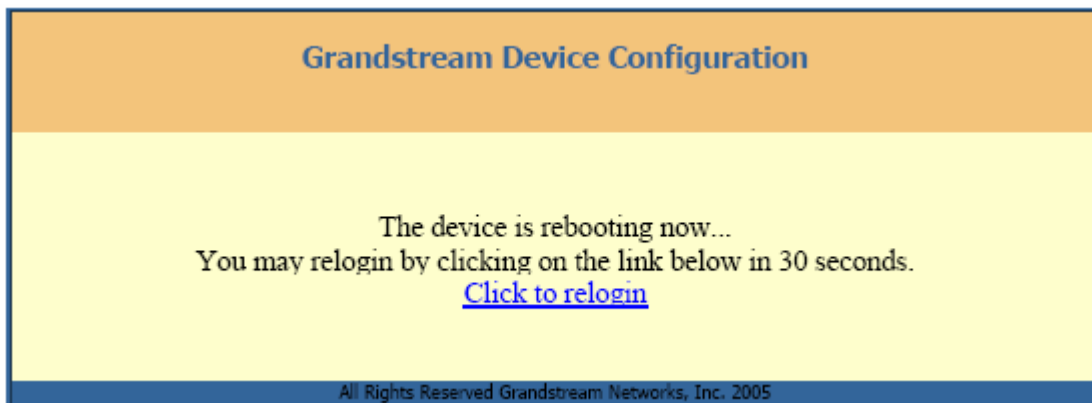 Grandstream Device Configuration
The device is rebooting now...
You may relogin by clicking on the link below in 30 seconds.
Click to relogin
All Rights Reserved Grandstream Networks, Inc. 2005